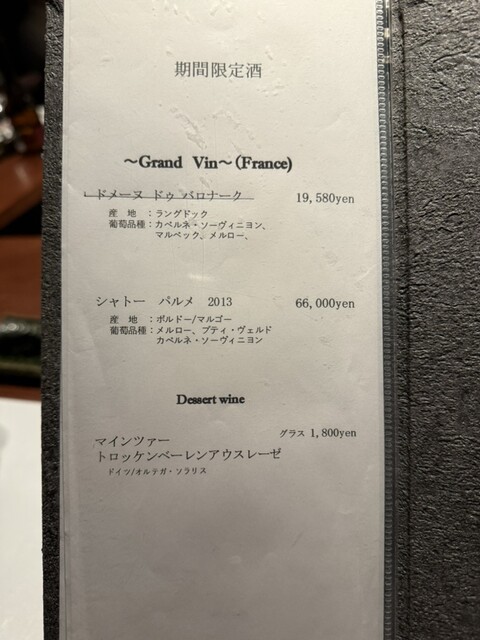 期間限定酒
～Grand Vin～(France)
ドメーヌ ドゥ バロナーク 19,580yen
産 地 ：ラングドック
葡萄品種：カベルネ・ソーヴィニヨン、
マルベック、メルロー、
シャトー パルメ 2013 66,000yen
産 地 ：ボルドー/マルゴー
葡萄品種：メルロー、プティ・ヴェルド
カベルネ・ソーヴィニヨン
Dessert wine
マインツァー グラス 1,800yen
トロッケンベーレンアウスレーゼ
ドイツ/オルテガ・ソラリス